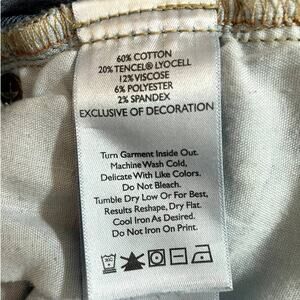 60% COTTON
20% TENCEL® LYOCELL
12% VISCOSE
6% POLYESTER
2% SPANDEX
EXCLUSIVE OF DECORATION
Turn Garment Inside Out.
Machine Wash Cold,
Delicate With Like Colors.
Do Not Bleach.
Tumble Dry Low Or For Best,
Results Reshape, Dry Flat.
Cool Iron As Desired.
Do Not Iron On Print.